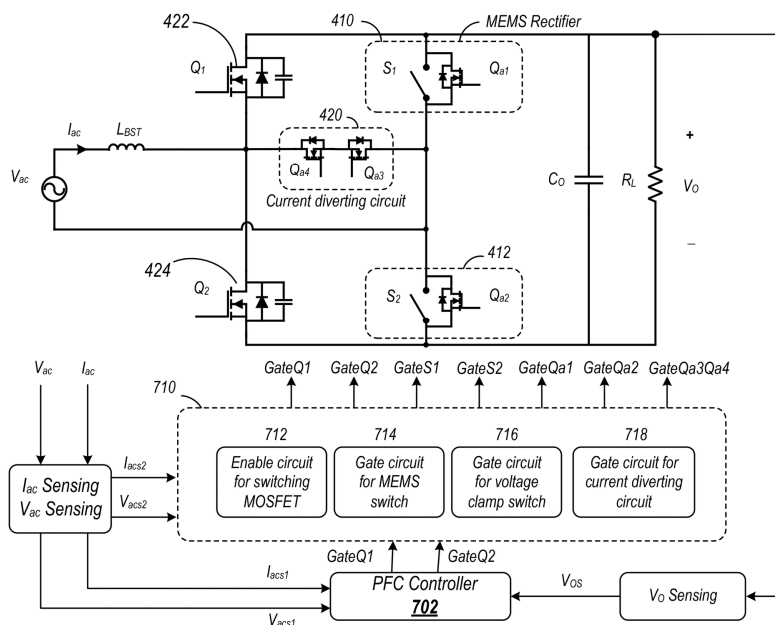 422
410
MEMS Rectifier
Q1
S1
Qa1
Iac
LBST
420
Vac
Qa4
Qa3
Current diverting circuit
CO
RL
+
VO
–
424
412
Q2
S2
Qa2
Vac
Iac
GateQ1
GateQ2
GateS1
GateS2
GateQa1
GateQa2
GateQa3Qa4
710
712
714
716
718
Enable circuit
for switching
MOSFET
Gate circuit
for MEMS
switch
Gate circuit
for voltage
clamp switch
Gate circuit for
current diverting
circuit
Iac Sensing
Vac Sensing
Iacs2
Vacs2
GateQ1
GateQ2
Iacs1
Vacs1
PFC Controller
702
VOS
VO Sensing